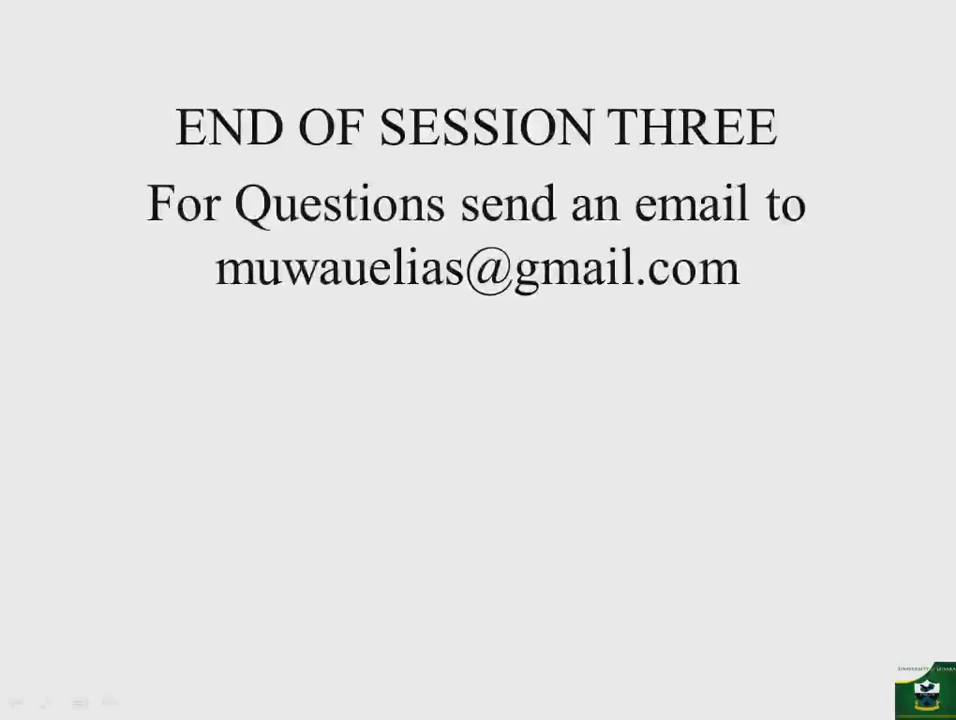 END OF SESSION THREE
For Questions send an email to
muwauelias@gmail.com